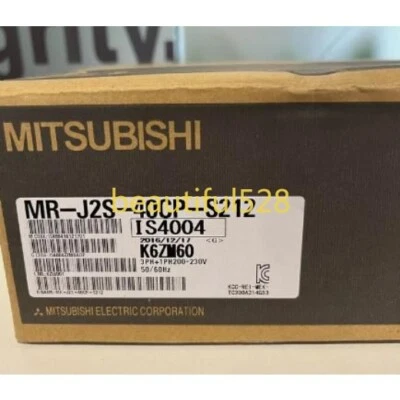 grity.
MITSUBISHI
MR-J2S-40CP-S212
beautiful528
IS4004
2016/12/17 <G>
K6ZM60
3PH+1PH200-230V
50/60Hz
MITSUBISHI ELECTRIC CORPORATION